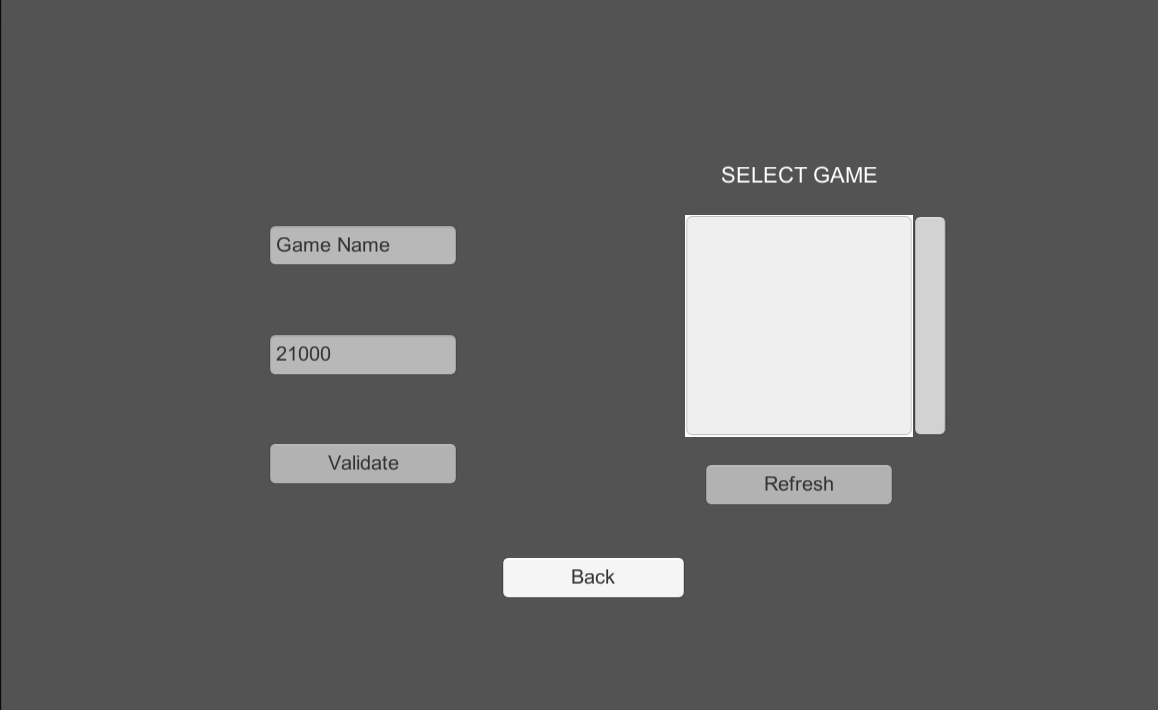 SELECT GAME
Game Name
21000
Validate
Refresh
Back